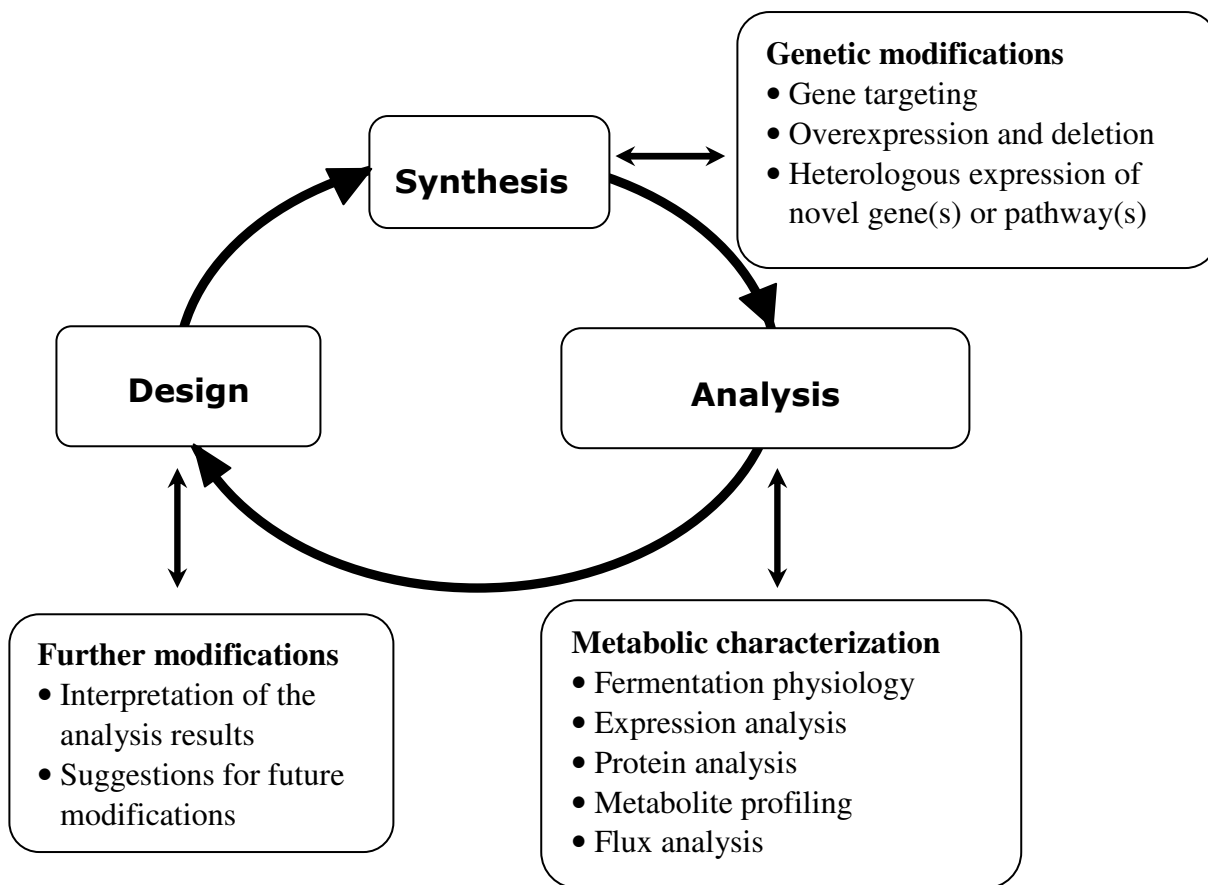 Genetic modifications
• Gene targeting
• Overexpression and deletion
• Heterologous expression of
novel gene(s) or pathway(s)
Synthesis
Design
Analysis
Further modifications
• Interpretation of the
analysis results
• Suggestions for future
modifications
Metabolic characterization
• Fermentation physiology
• Expression analysis
• Protein analysis
• Metabolite profiling
• Flux analysis